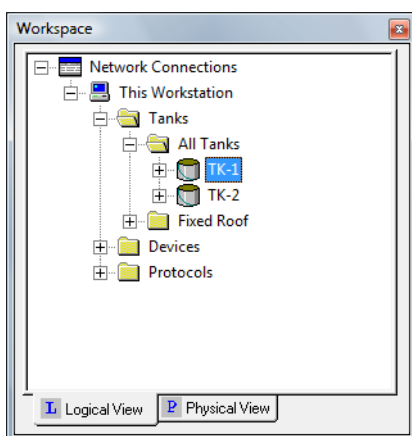 Workspace
Network Connections
This Workstation
Tanks
All Tanks
TK-1
TK-2
Fixed Roof
Devices
Protocols
L Logical View P Physical View